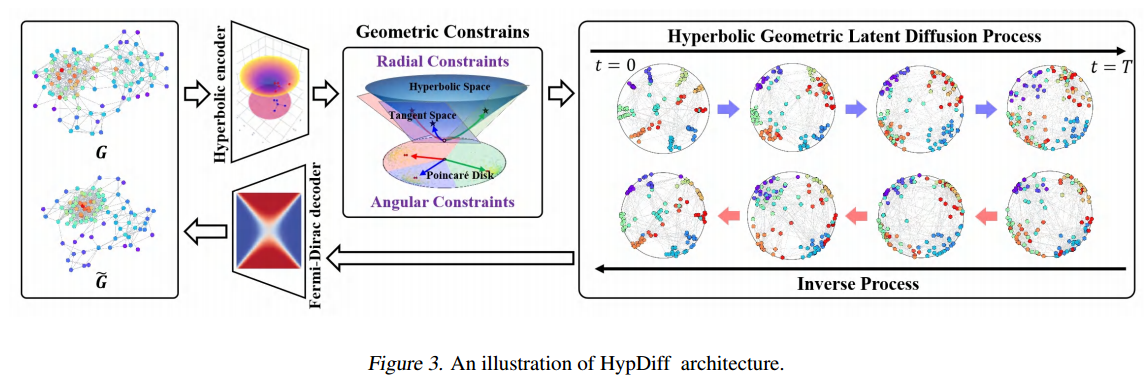 G
G̃
Hyperbolic encoder
Fermi-Dirac decoder
Geometric Constrains
Radial Constraints
Hyperbolic Space
Tangent Space
Poincaré Disk
Angular Constraints
Hyperbolic Geometric Latent Diffusion Process
t = 0
t = T
Inverse Process
Figure 3. An illustration of HypDiff architecture.